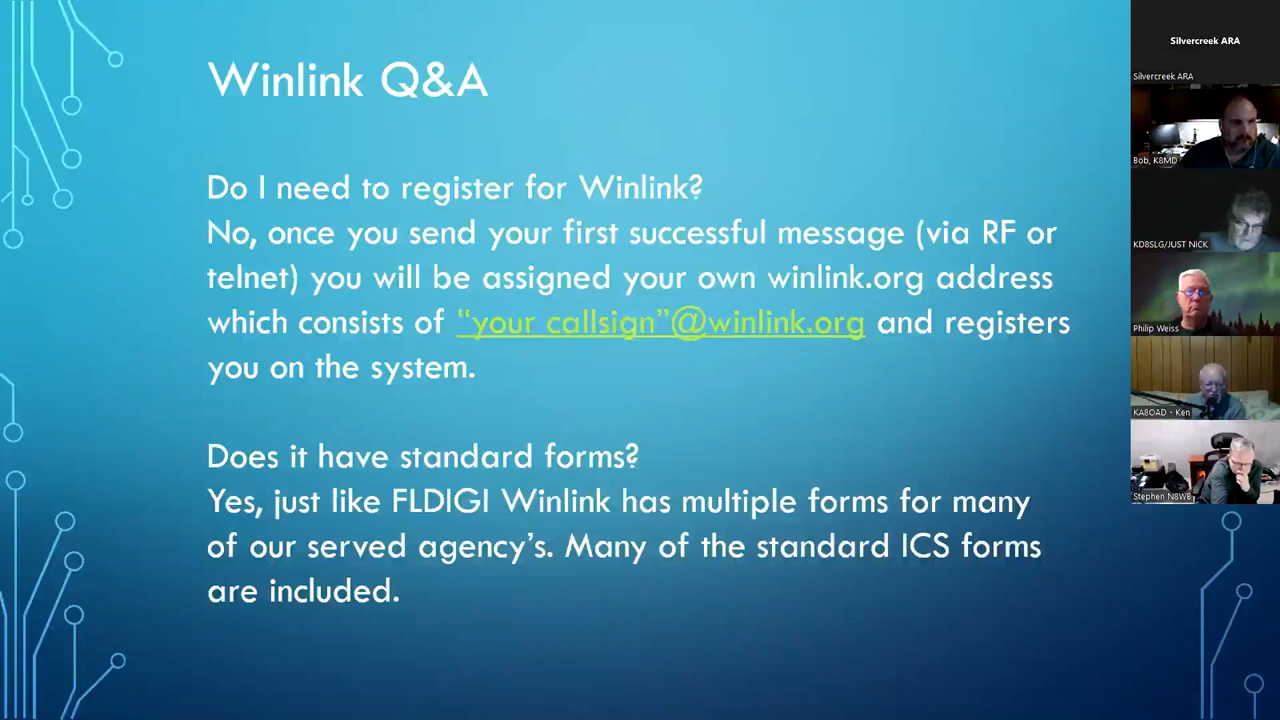 Winlink Q&A
Do I need to register for Winlink?
No, once you send your first successful message (via RF or
telnet) you will be assigned your own winlink.org address
which consists of “your callsign”@winlink.org and registers
you on the system.
Does it have standard forms?
Yes, just like FLDIGI Winlink has multiple forms for many
of our served agency’s. Many of the standard ICS forms
are included.
Silvercreek ARA
Silvercreek ARA
Bob, K8MD
KD8SLG/JUST NICK
Philip Weiss
KA8OAD - Ken
Stephen N8WB